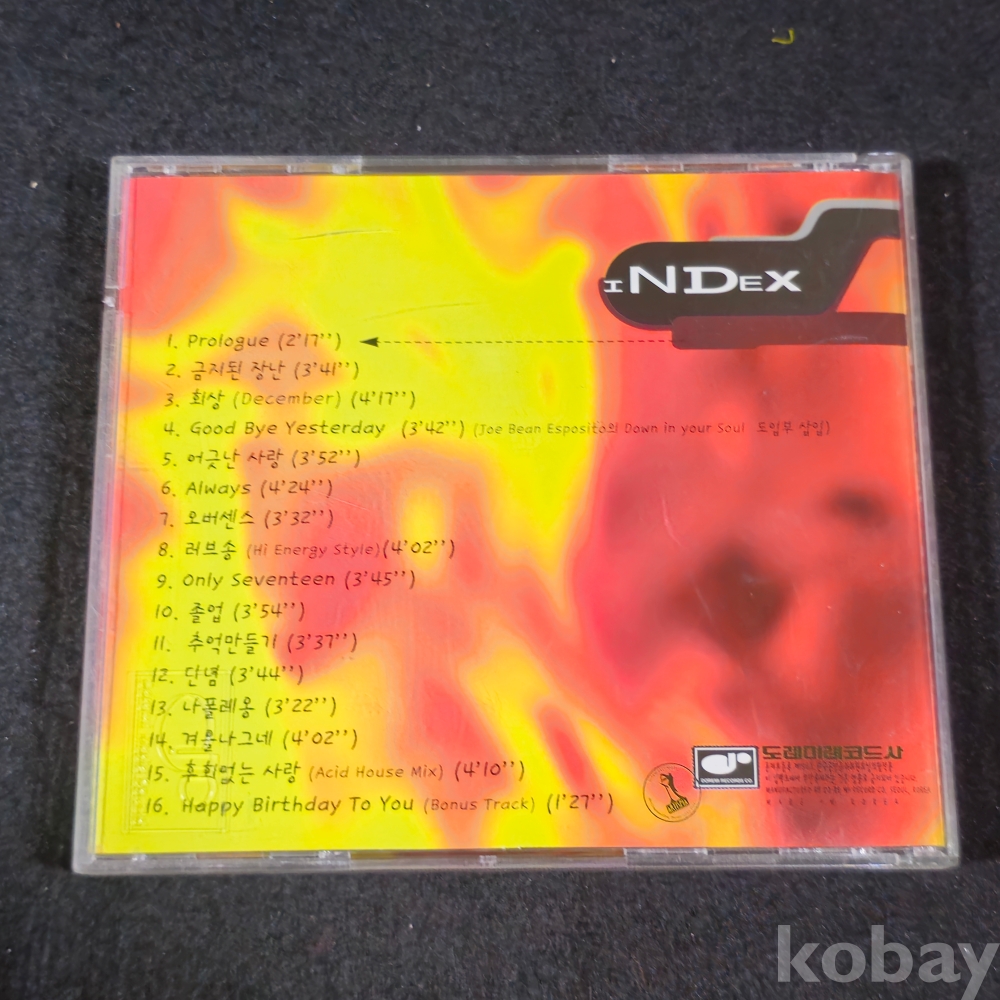 INDEX
1. Prologue (2'17'')
2. 금지된 장난 (3'41'')
3. 회상 (December) (4'17'')
4. Good Bye Yesterday (3'42'') (Joe Bean Esposito의 Down in your Soul 도입부 삽입)
5. 어긋난 사랑 (3'52'')
6. Always (4'24'')
7. 오버센스 (3'32'')
8. 러브송 (Hi Energy Style)(4'02'')
9. Only Seventeen (3'45'')
10. 졸업 (3'54'')
11. 추억만들기 (3'37'')
12. 단념 (3'44'')
13. 나폴레옹 (3'22'')
14. 겨울나그네 (4'02'')
15. 후회없는 사랑 (Acid House Mix) (4'10'')
16. Happy Birthday To You (Bonus Track) (1'27'')
도레미레코드사
MADE IN KOREA
kobay